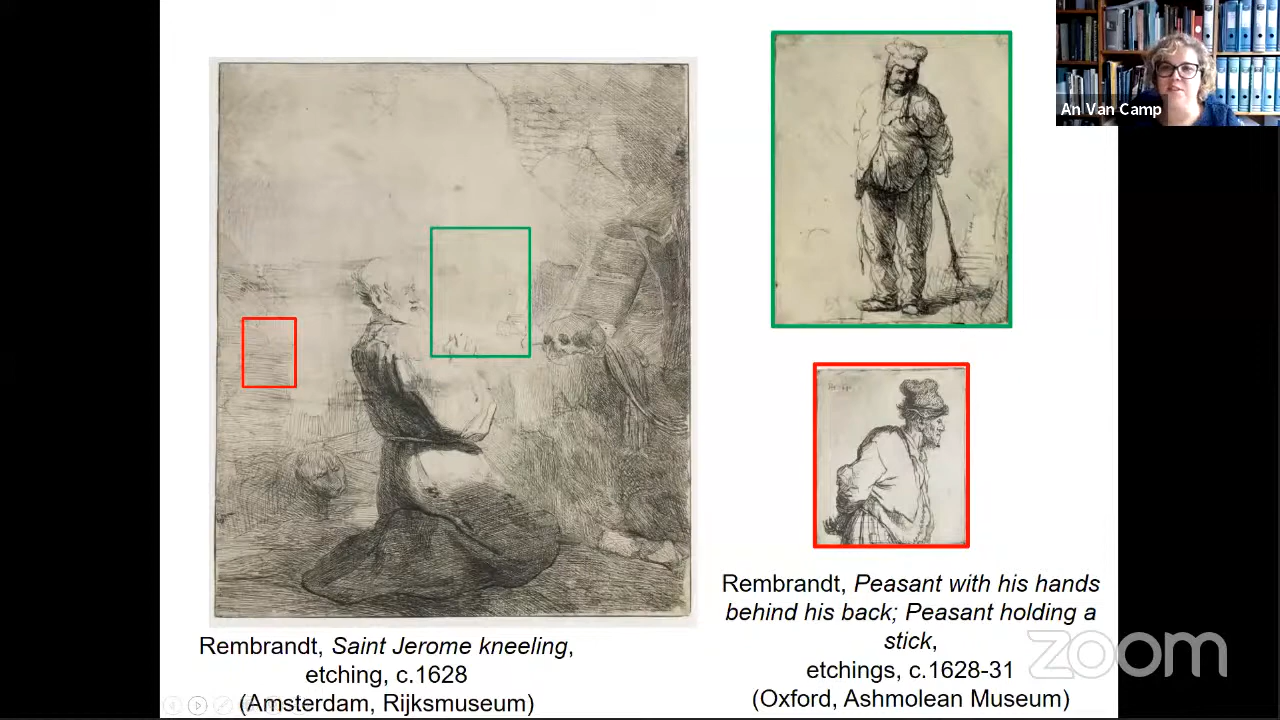 An Van Camp
Rembrandt, Saint Jerome kneeling,
etching, c.1628
(Amsterdam, Rijksmuseum)
Rembrandt, Peasant with his hands
behind his back; Peasant holding a
stick,
etchings, c.1628-31
(Oxford, Ashmolean Museum)
zoom